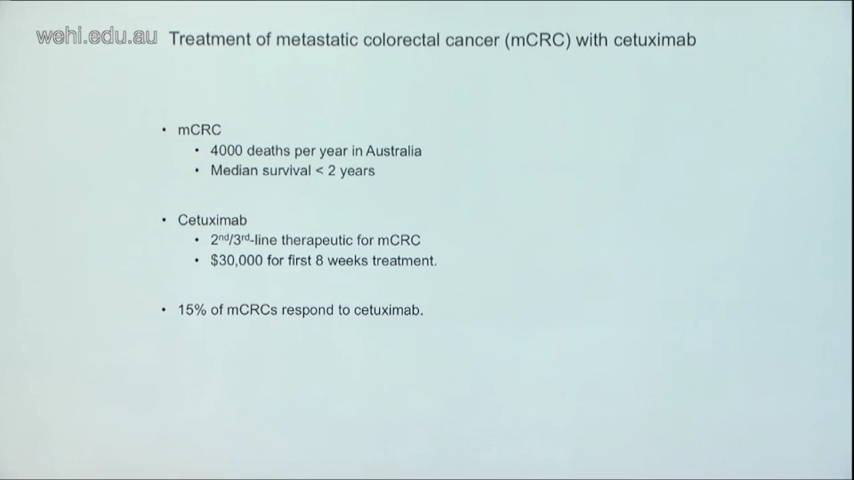 wehi.edu.au
Treatment of metastatic colorectal cancer (mCRC) with cetuximab
• mCRC
• 4000 deaths per year in Australia
• Median survival < 2 years
• Cetuximab
• 2nd/3rd-line therapeutic for mCRC
• $30,000 for first 8 weeks treatment.
• 15% of mCRCs respond to cetuximab.